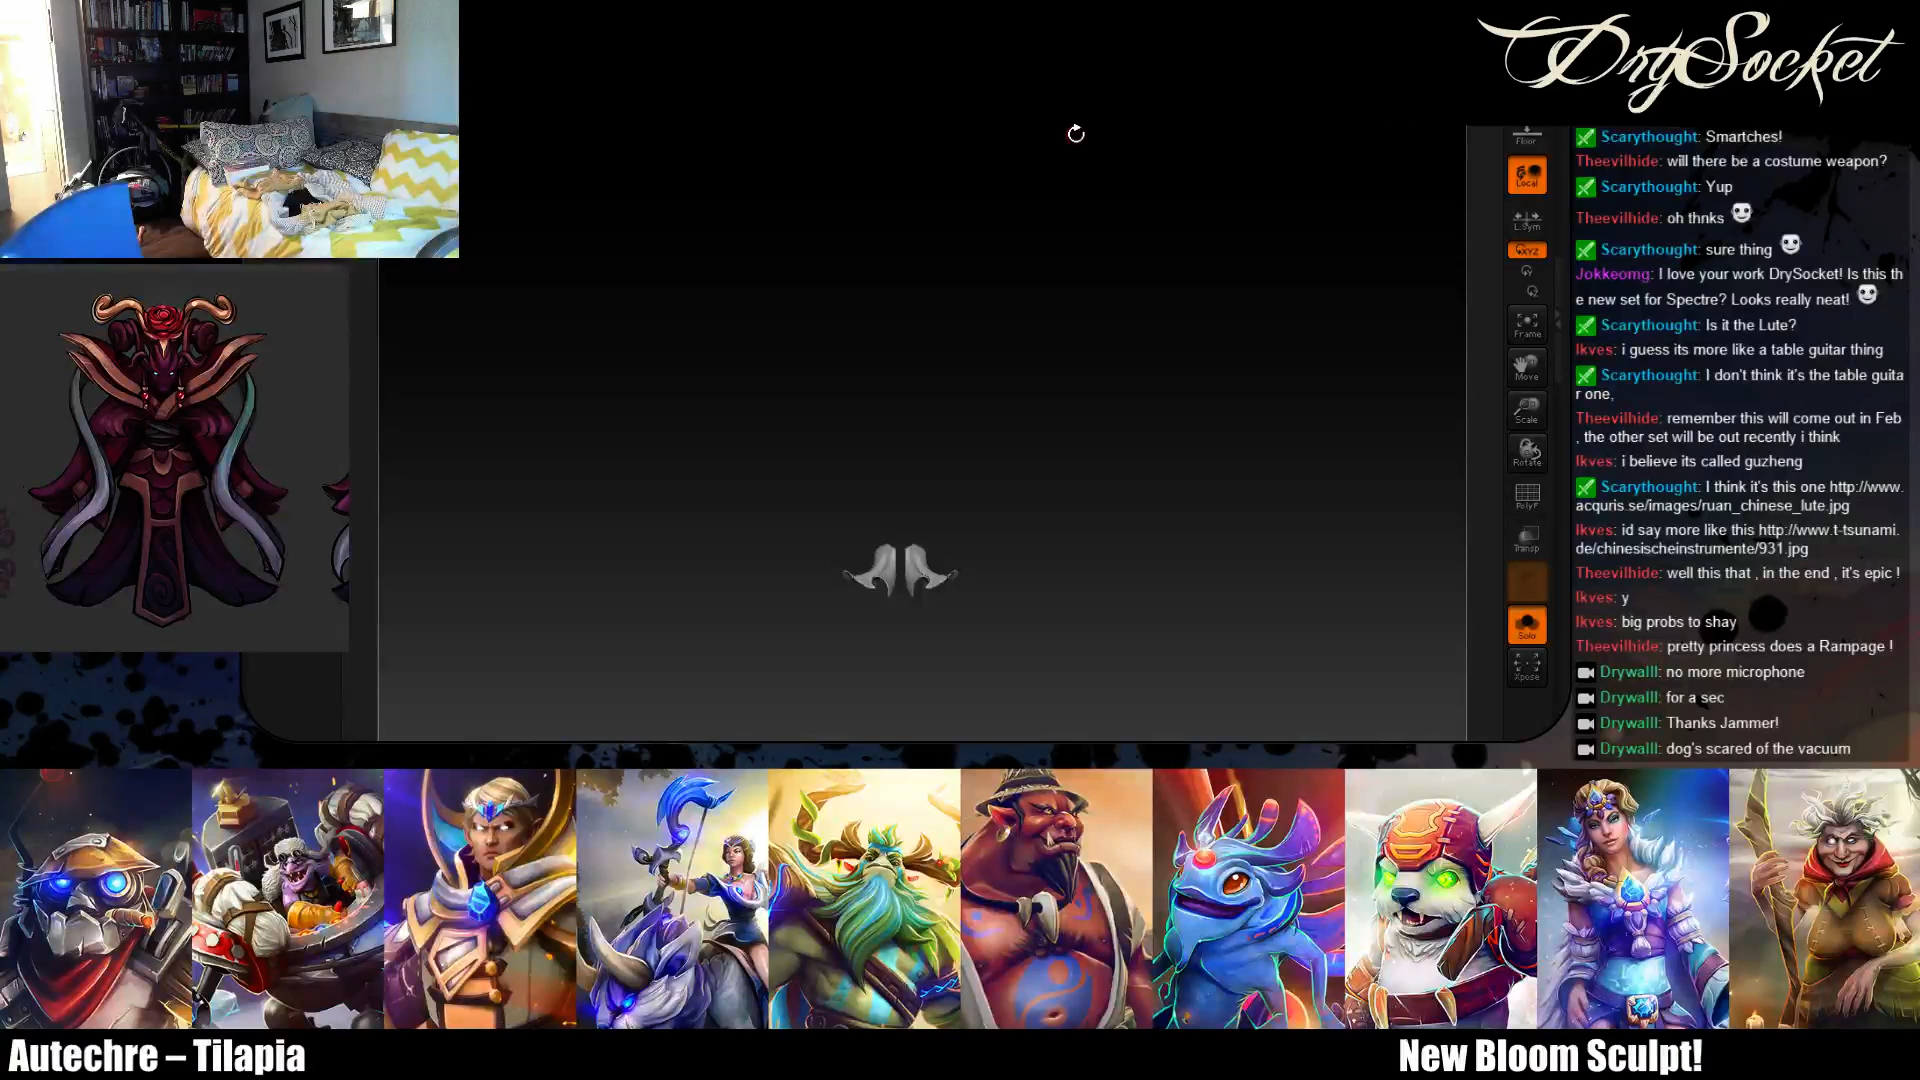 DrySocket
Floor
Scarythought: Smartches!
Theevilhide: will there be a costume weapon?
Local
Scarythought: Yup
Theevilhide: oh thnks
L.Sym
Scarythought: sure thing
XYZ
Jokkeomg: I love your work DrySocket! Is this th
e new set for Spectre? Looks really neat!
Frame
Scarythought: Is it the Lute?
Ikves: i guess its more like a table guitar thing
Move
Scarythought: I don't think it's the table guita
r one,
Scale
Theevilhide: remember this will come out in Feb
, the other set will be out recently i think
Rotate
Ikves: i believe its called guzheng
Scarythought: I think it's this one http://www.
acquris.se/images/ruan_chinese_lute.jpg
PolyF
Ikves: id say more like this http://www.t-tsunami.
de/chinesischeinstrumente/931.jpg
Transp
Theevilhide: well this that , in the end , it's epic !
Ikves: y
Ikves: big probs to shay
Solo
Theevilhide: pretty princess does a Rampage !
Drywalll: no more microphone
Xpose
Drywalll: for a sec
Drywalll: Thanks Jammer!
Drywalll: dog's scared of the vacuum
Autechre – Tilapia
New Bloom Sculpt!